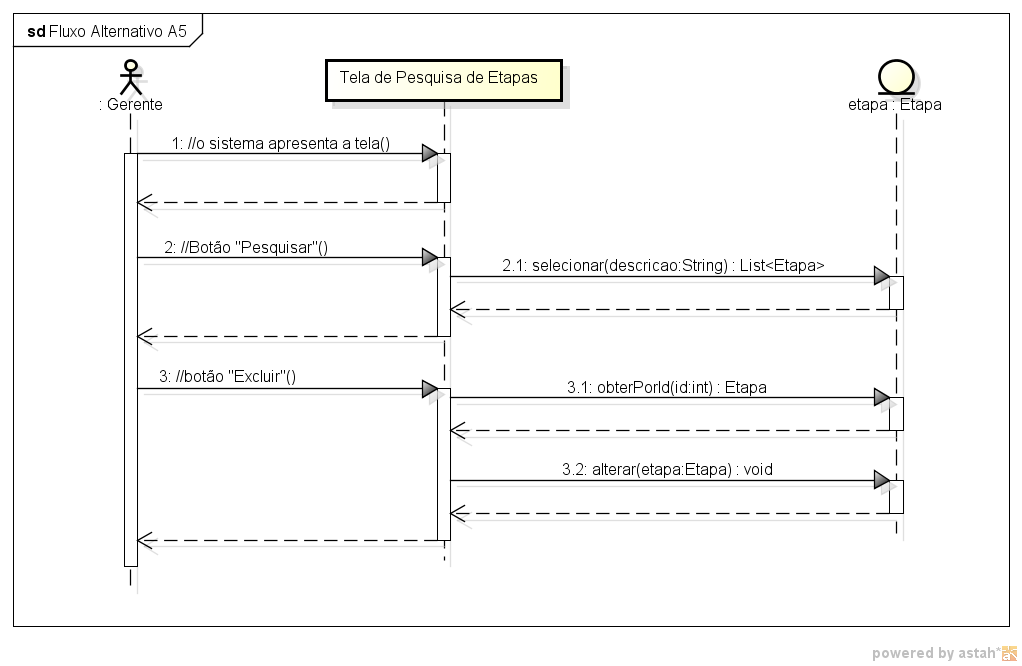 sd Fluxo Alternativo A5
: Gerente
Tela de Pesquisa de Etapas
etapa : Etapa
1: //o sistema apresenta a tela()
2: //Botão "Pesquisar"()
2.1: selecionar(descricao:String) : List<Etapa>
3: //botão "Excluir"()
3.1: obterPorId(id:int) : Etapa
3.2: alterar(etapa:Etapa) : void
powered by astah*